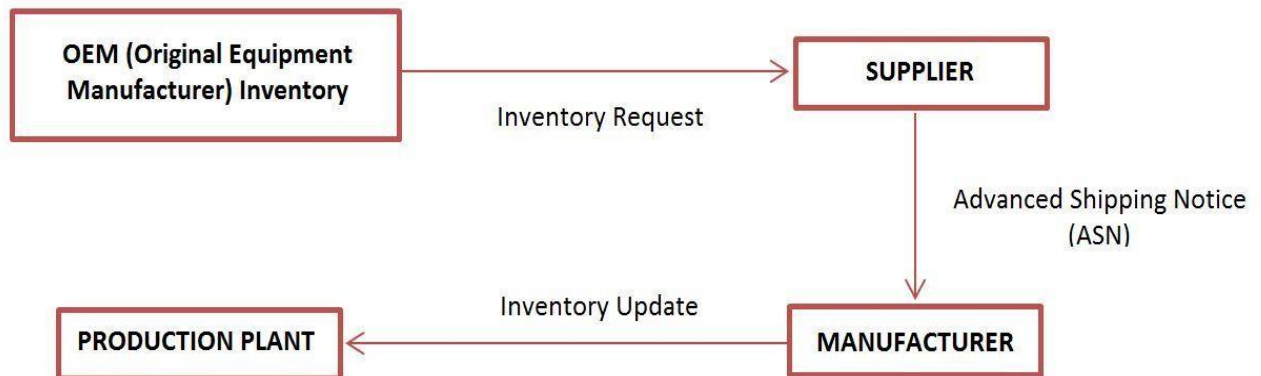 OEM (Original Equipment
Manufacturer) Inventory
SUPPLIER
Inventory Request
Advanced Shipping Notice
(ASN)
Inventory Update
PRODUCTION PLANT
MANUFACTURER